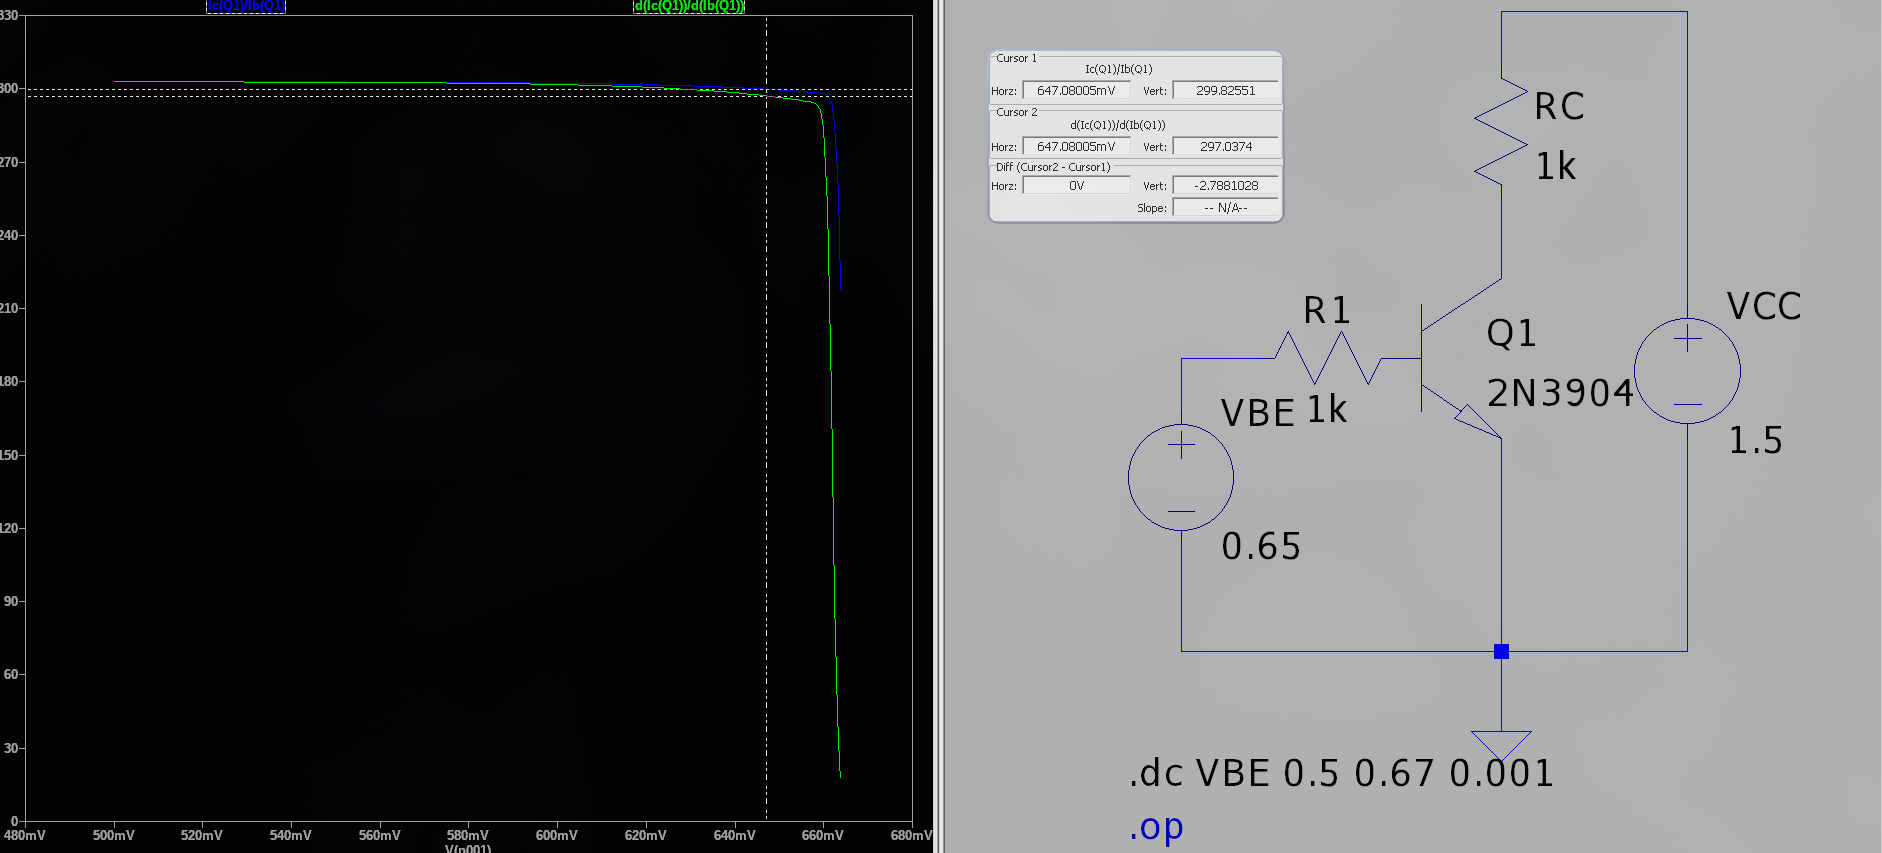 Ic(Q1)/Ib(Q1)
d(Ic(Q1))/d(Ib(Q1))
330
300
270
240
210
180
150
120
90
60
30
0
480mV 500mV 520mV 540mV 560mV 580mV 600mV 620mV 640mV 660mV 680mV
V(n001)
Cursor 1
Ic(Q1)/Ib(Q1)
Horz: 647.08005mV Vert: 299.82551
Cursor 2
d(Ic(Q1))/d(Ib(Q1))
Horz: 647.08005mV Vert: 297.0374
Diff (Cursor2 - Cursor1)
Horz: 0V Vert: -2.7881028
Slope: -- N/A--
RC
1k
R1
1k
Q1
2N3904
VCC
1.5
VBE
0.65
.dc VBE 0.5 0.67 0.001
.op